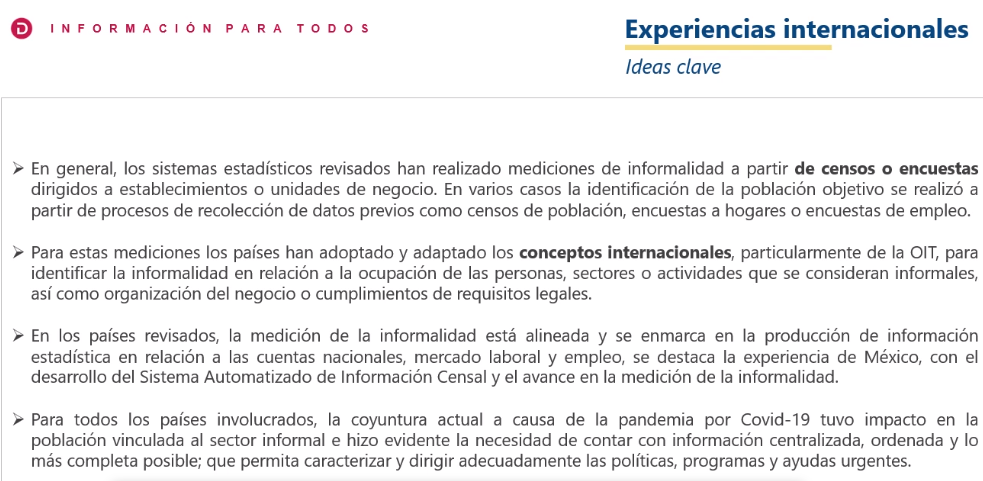 INFORMACIÓN PARA TODOS
Experiencias internacionales
Ideas clave
➢ En general, los sistemas estadísticos revisados han realizado mediciones de informalidad a partir de censos o encuestas
dirigidos a establecimientos o unidades de negocio. En varios casos la identificación de la población objetivo se realizó a
partir de procesos de recolección de datos previos como censos de población, encuestas a hogares o encuestas de empleo.
➢ Para estas mediciones los países han adoptado y adaptado los conceptos internacionales, particularmente de la OIT, para
identificar la informalidad en relación a la ocupación de las personas, sectores o actividades que se consideran informales,
así como organización del negocio o cumplimientos de requisitos legales.
➢ En los países revisados, la medición de la informalidad está alineada y se enmarca en la producción de información
estadística en relación a las cuentas nacionales, mercado laboral y empleo, se destaca la experiencia de México, con el
desarrollo del Sistema Automatizado de Información Censal y el avance en la medición de la informalidad.
➢ Para todos los países involucrados, la coyuntura actual a causa de la pandemia por Covid-19 tuvo impacto en la
población vinculada al sector informal e hizo evidente la necesidad de contar con información centralizada, ordenada y lo
más completa posible; que permita caracterizar y dirigir adecuadamente las políticas, programas y ayudas urgentes.